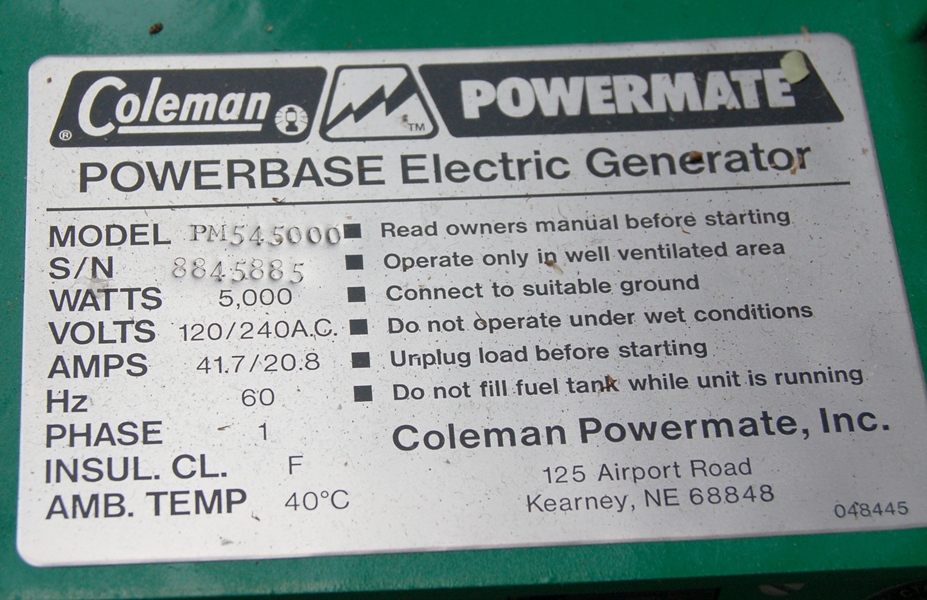 Coleman® ™ POWERMATE
POWERBASE Electric Generator
MODEL PM545000
S/N 8845885
WATTS 5,000
VOLTS 120/240A.C.
AMPS 41.7/20.8
Hz 60
PHASE 1
INSUL. CL. F
AMB. TEMP 40°C
■ Read owners manual before starting
■ Operate only in well ventilated area
■ Connect to suitable ground
■ Do not operate under wet conditions
■ Unplug load before starting
■ Do not fill fuel tank while unit is running
Coleman Powermate, Inc.
125 Airport Road
Kearney, NE 68848
048445